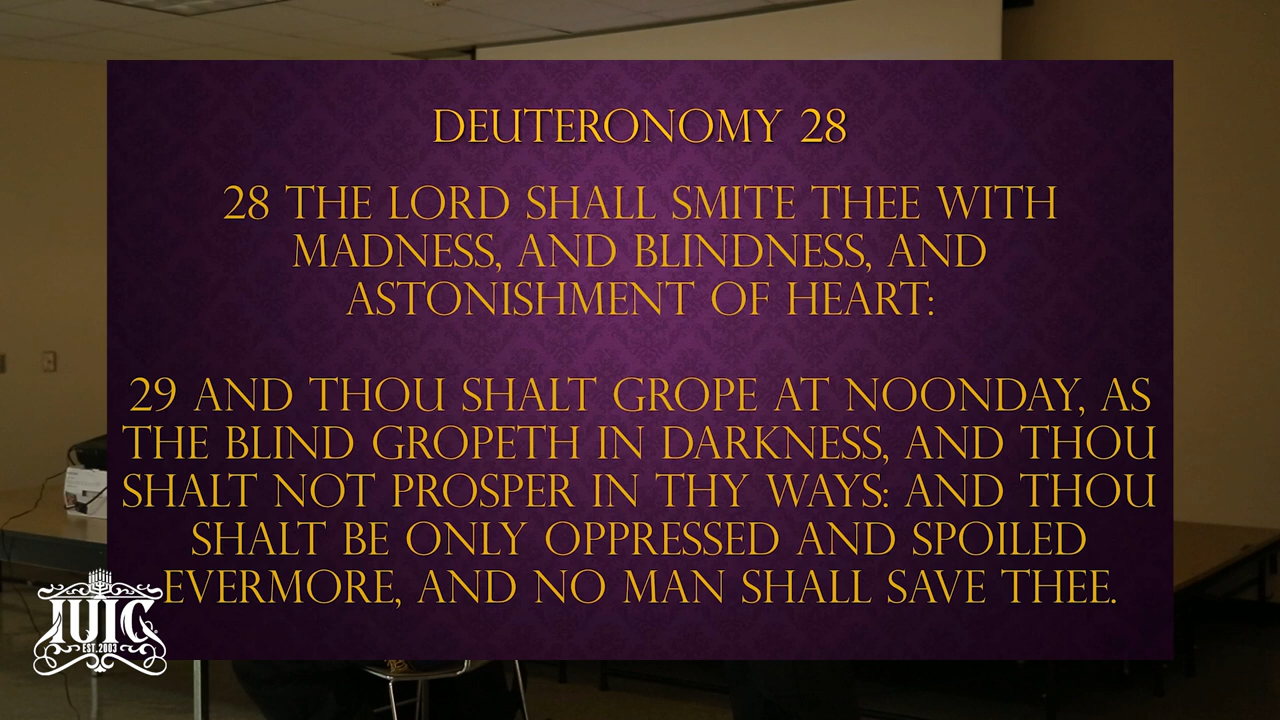 DEUTERONOMY 28
28 THE LORD SHALL SMITE THEE WITH
MADNESS, AND BLINDNESS, AND
ASTONISHMENT OF HEART:
29 AND THOU SHALT GROPE AT NOONDAY, AS
THE BLIND GROPETH IN DARKNESS, AND THOU
SHALT NOT PROSPER IN THY WAYS: AND THOU
SHALT BE ONLY OPPRESSED AND SPOILED
EVERMORE, AND NO MAN SHALL SAVE THEE.
IUIC
EST. 2003